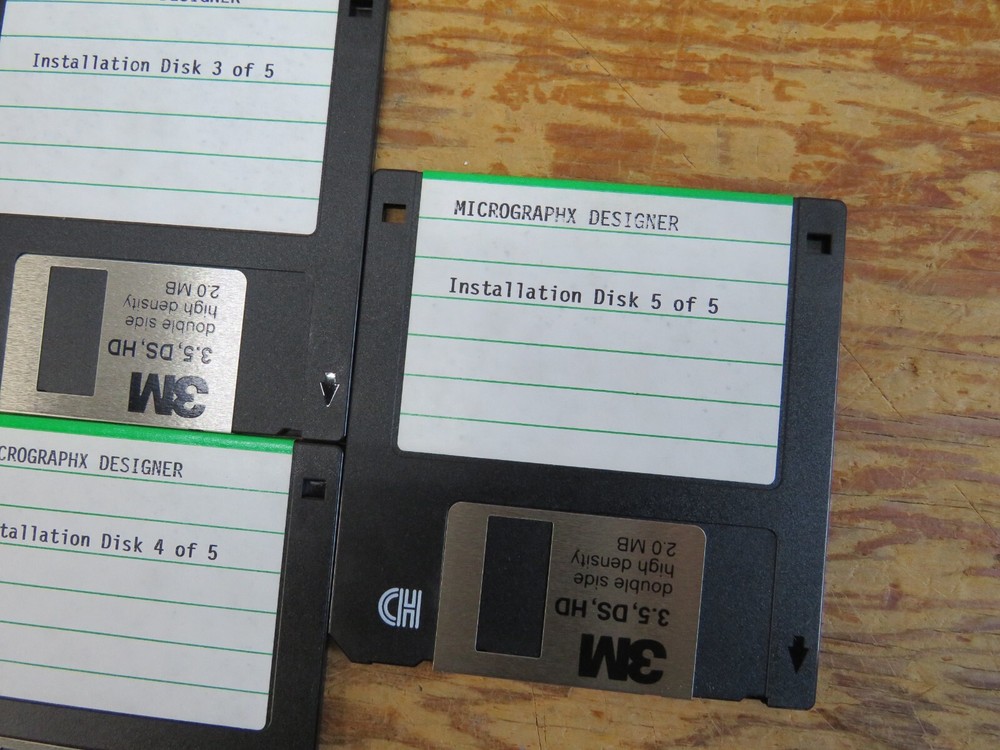 DESIGNER
Installation Disk 3 of 5
3M
3.5, DS, HD
double side
high density
2.0 MB
CROGRAPHX DESIGNER
tallation Disk 4 of 5
MICROGRAPHX DESIGNER
Installation Disk 5 of 5
HD
3M
3.5, DS, HD
double side
high density
2.0 MB